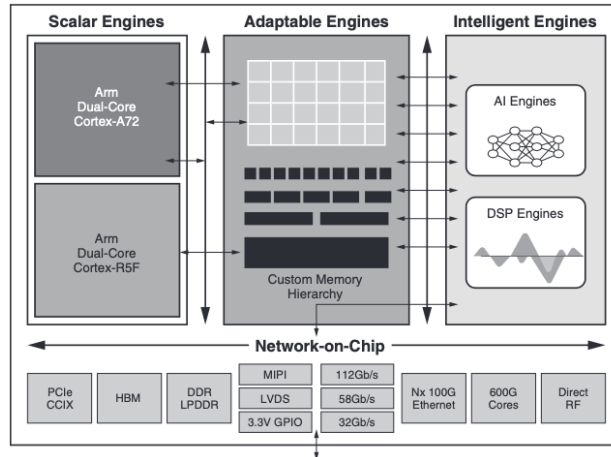 Scalar Engines
Adaptable Engines
Intelligent Engines
Arm
Dual-Core
Cortex-A72
Arm
Dual-Core
Cortex-R5F
Custom Memory
Hierarchy
AI Engines
DSP Engines
Network-on-Chip
PCIe
CCIX
HBM
DDR
LPDDR
MIPI
LVDS
3.3V GPIO
112Gb/s
58Gb/s
32Gb/s
Nx 100G
Ethernet
600G
Cores
Direct
RF